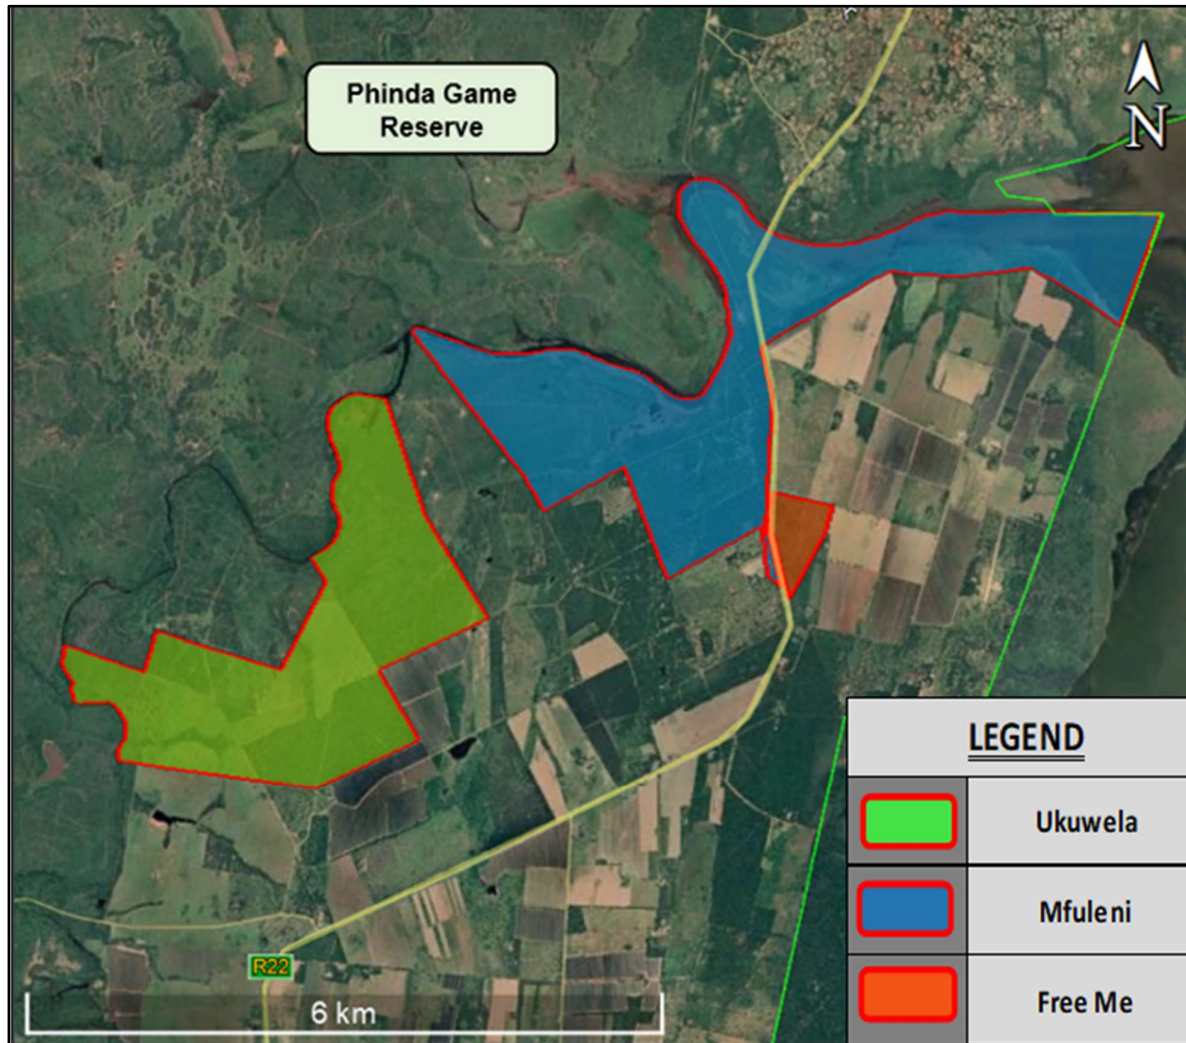 Phinda Game
Reserve
N
R22
6 km
LEGEND
Ukuwela
Mfuleni
Free Me